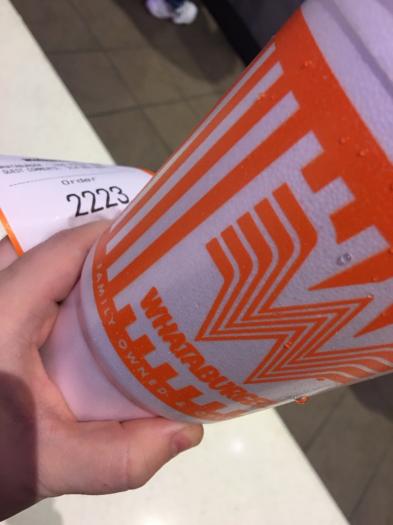 Order
2223
WHATABURGER
FAMILY OWNED